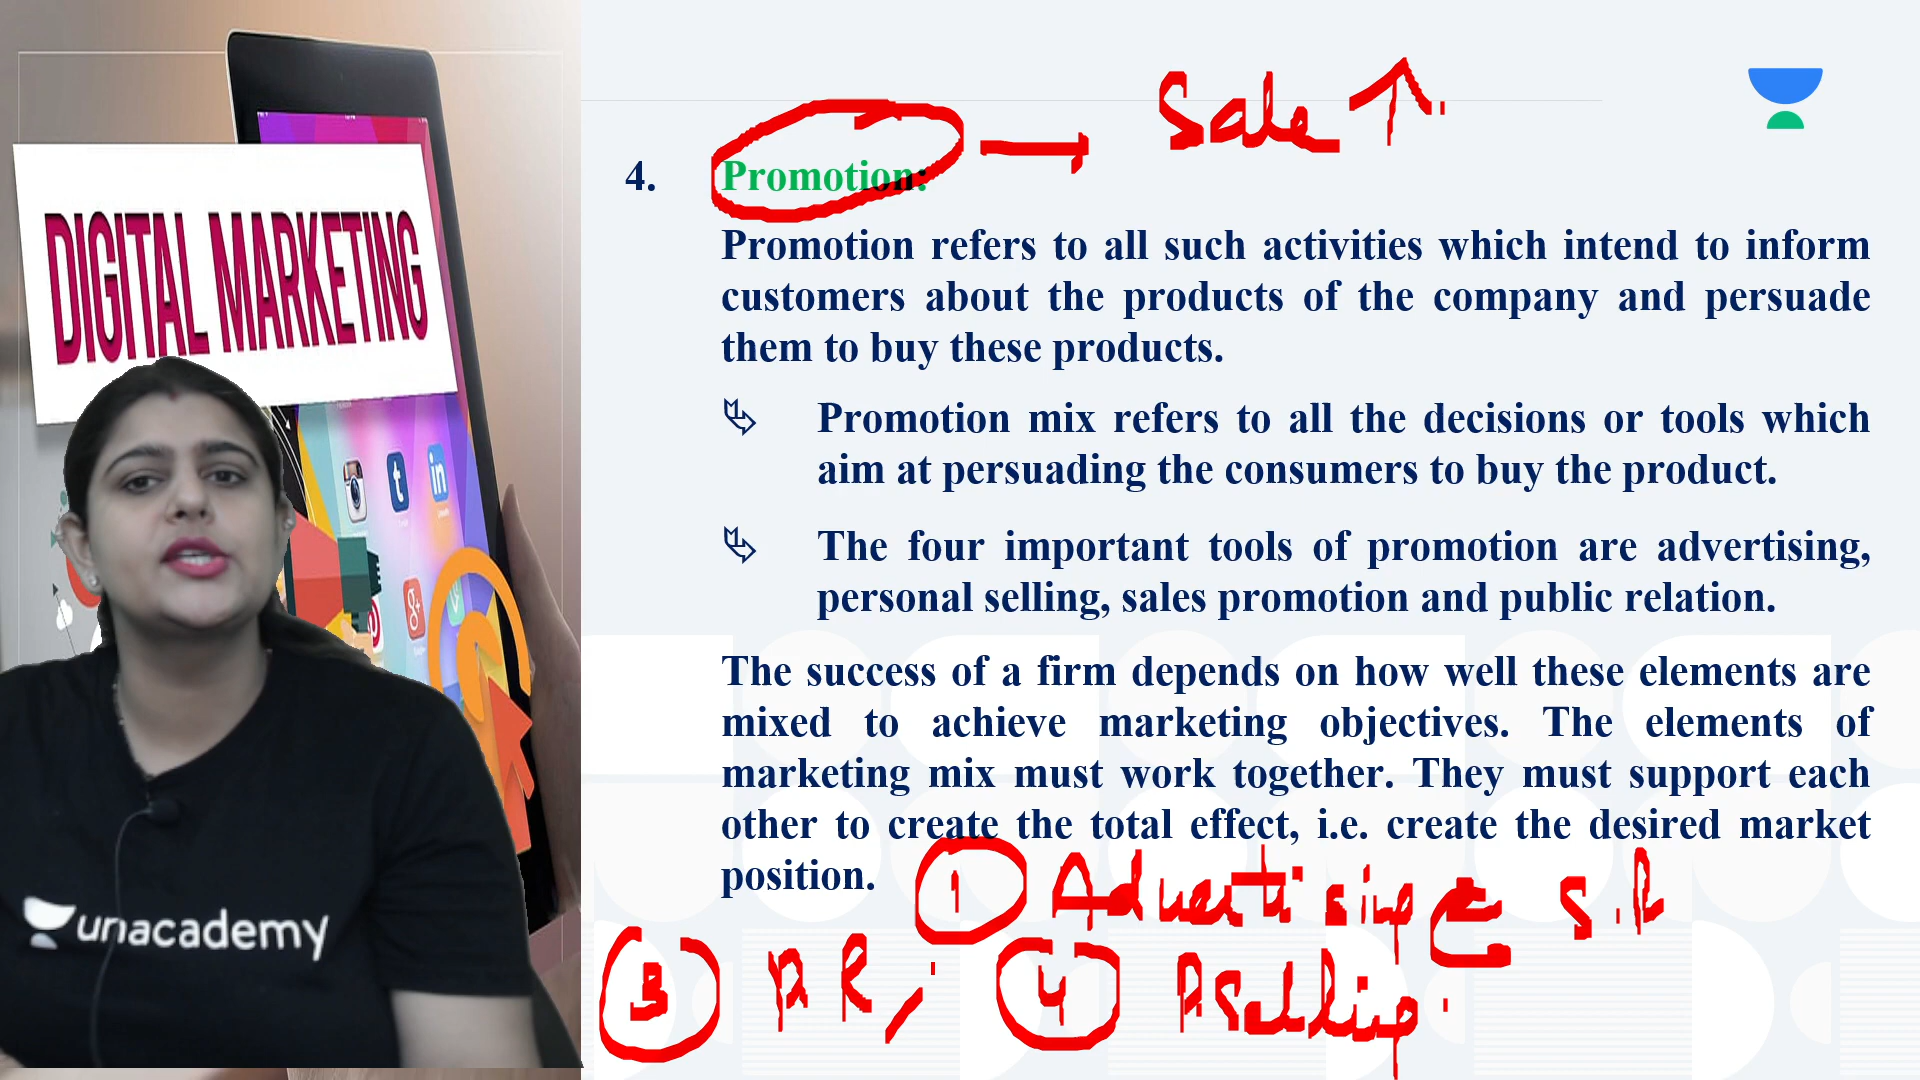 Sale ↑
4. Promotion:
Promotion refers to all such activities which intend to inform
customers about the products of the company and persuade
them to buy these products.
Promotion mix refers to all the decisions or tools which
aim at persuading the consumers to buy the product.
The four important tools of promotion are advertising,
personal selling, sales promotion and public relation.
The success of a firm depends on how well these elements are
mixed to achieve marketing objectives. The elements of
marketing mix must work together. They must support each
other to create the total effect, i.e. create the desired market
position.
1 Advertising S.P
3 PR, 4 P Selling
DIGITAL MARKETING
t
in
g+
unacademy